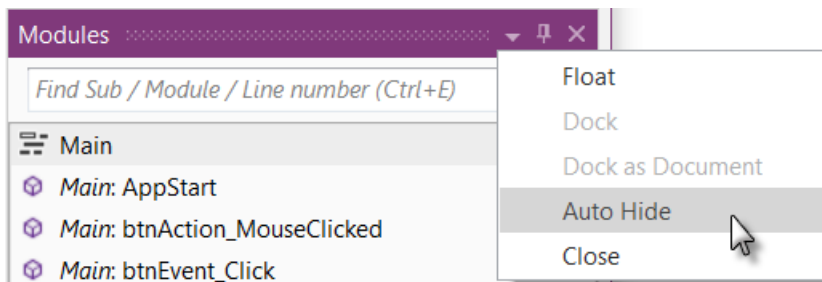 Modules
Find Sub / Module / Line number (Ctrl+E)
Main
Main: AppStart
Main: btnAction_MouseClicked
Main: btnEvent_Click
Float
Dock
Dock as Document
Auto Hide
Close